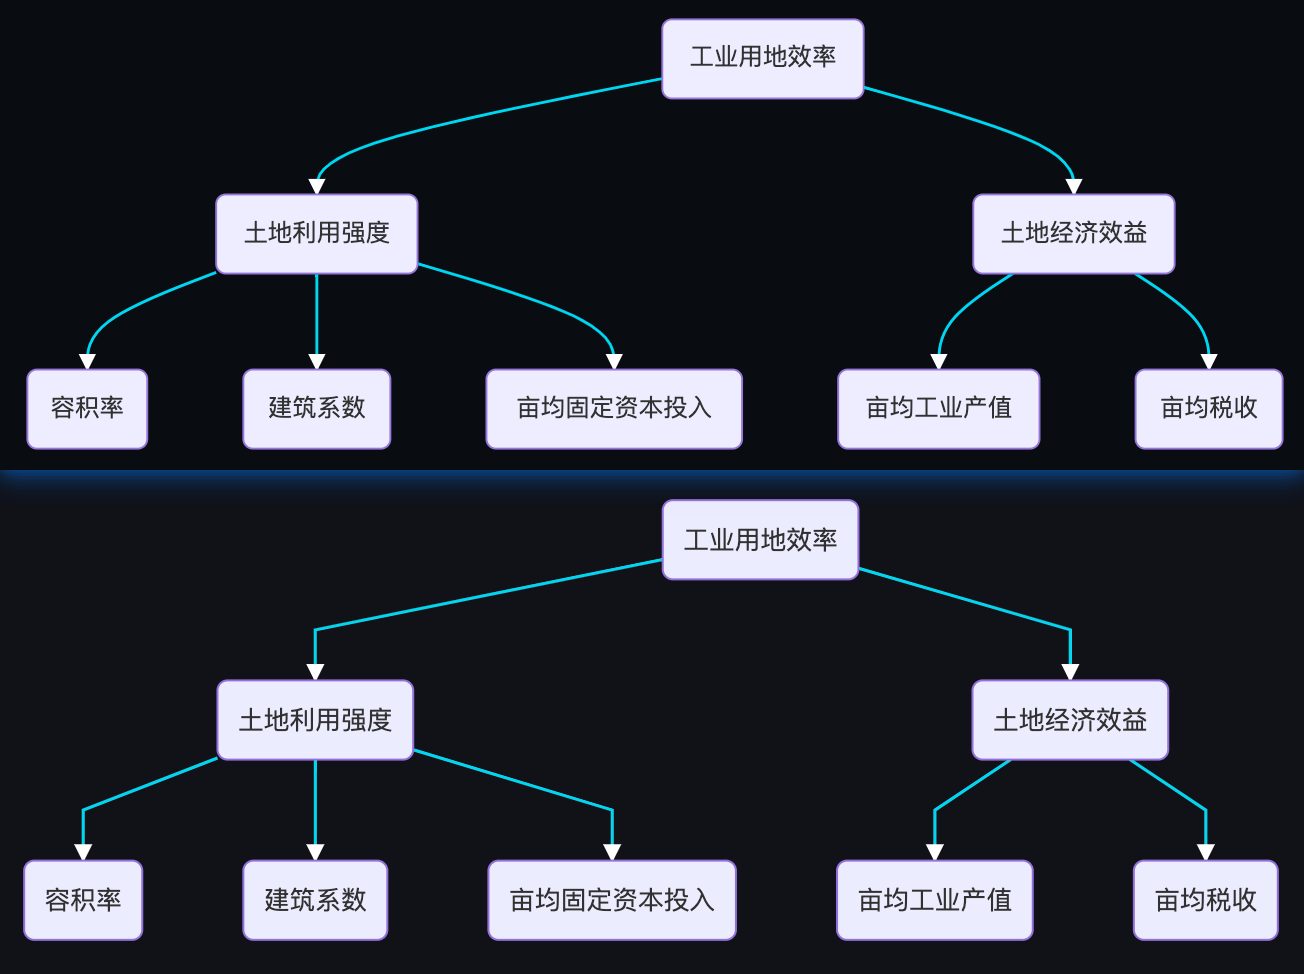 工业用地效率
土地利用强度
土地经济效益
容积率
建筑系数
亩均固定资本投入
亩均工业产值
亩均税收
工业用地效率
土地利用强度
土地经济效益
容积率
建筑系数
亩均固定资本投入
亩均工业产值
亩均税收